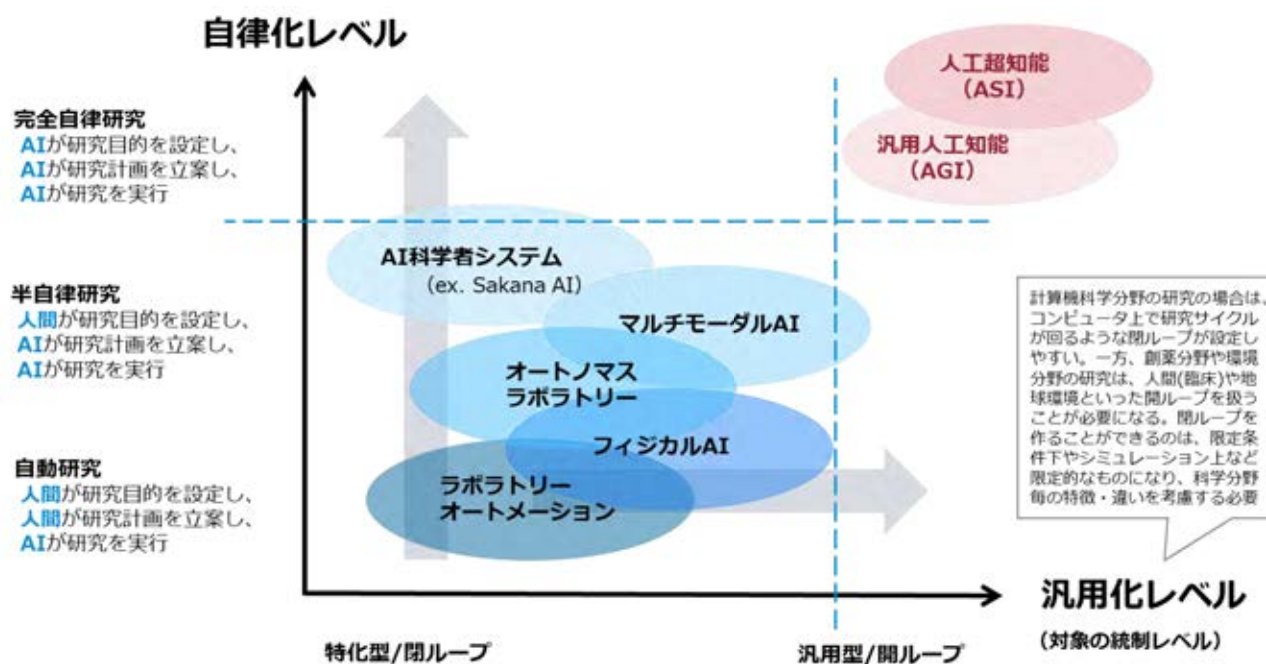 自律化レベル
完全自律研究
AIが研究目的を設定し、
AIが研究計画を立案し、
AIが研究を実行
半自律研究
人間が研究目的を設定し、
AIが研究計画を立案し、
AIが研究を実行
自動研究
人間が研究目的を設定し、
人間が研究計画を立案し、
AIが研究を実行
人工超知能
（ASI）
汎用人工知能
（AGI）
AI科学者システム
（ex. Sakana AI）
マルチモーダルAI
オートノマス
ラボラトリー
フィジカルAI
ラボラトリー
オートメーション
計算機科学分野の研究の場合は、
コンピュータ上で研究サイクル
が回るような閉ループが設定し
やすい。一方、創薬分野や環境
分野の研究は、人間(臨床)や地
球環境といった開ループを扱う
ことが必要になる。閉ループを
作ることができるのは、限定条
件下やシミュレーション上など
限定的なものになり、科学分野
毎の特徴・違いを考慮する必要
汎用化レベル
（対象の統制レベル）
特化型/閉ループ
汎用型/開ループ